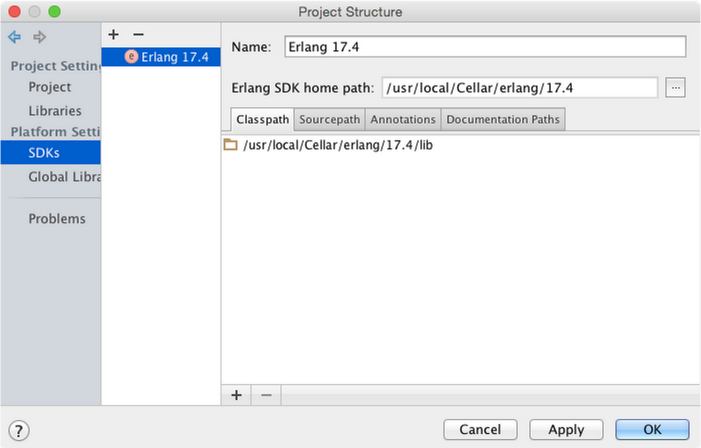 Project Structure
Project Settin
Project
Libraries
Platform Setti
SDKs
Global Libra
Problems
+ −
e Erlang 17.4
Name: Erlang 17.4
Erlang SDK home path: /usr/local/Cellar/erlang/17.4 ...
Classpath Sourcepath Annotations Documentation Paths
/usr/local/Cellar/erlang/17.4/lib
+ −
? Cancel Apply OK